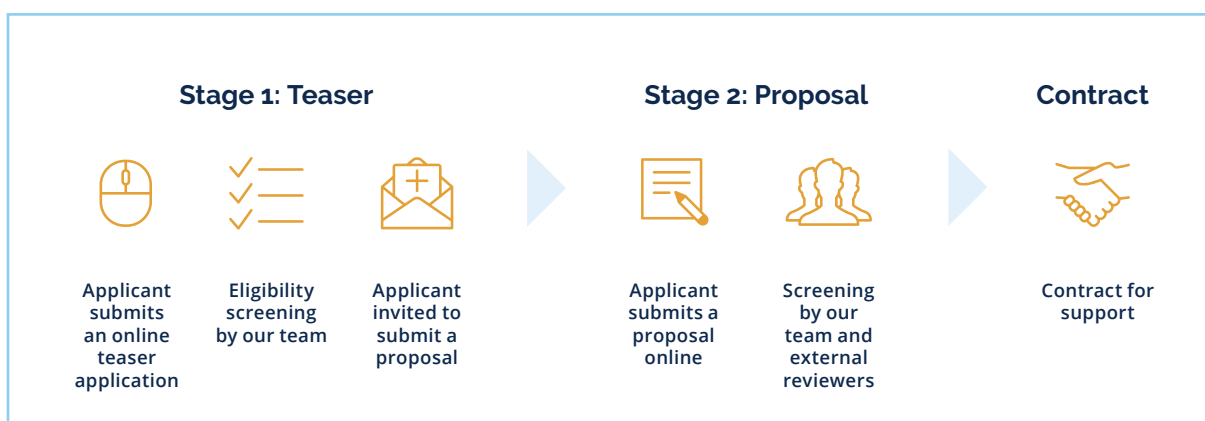 Stage 1: Teaser
Applicant
submits
an online
teaser
application
Eligibility
screening
by our team
Applicant
invited to
submit a
proposal
Stage 2: Proposal
Applicant
submits a
proposal
online
Screening
by our
team and
external
reviewers
Contract
Contract for
support